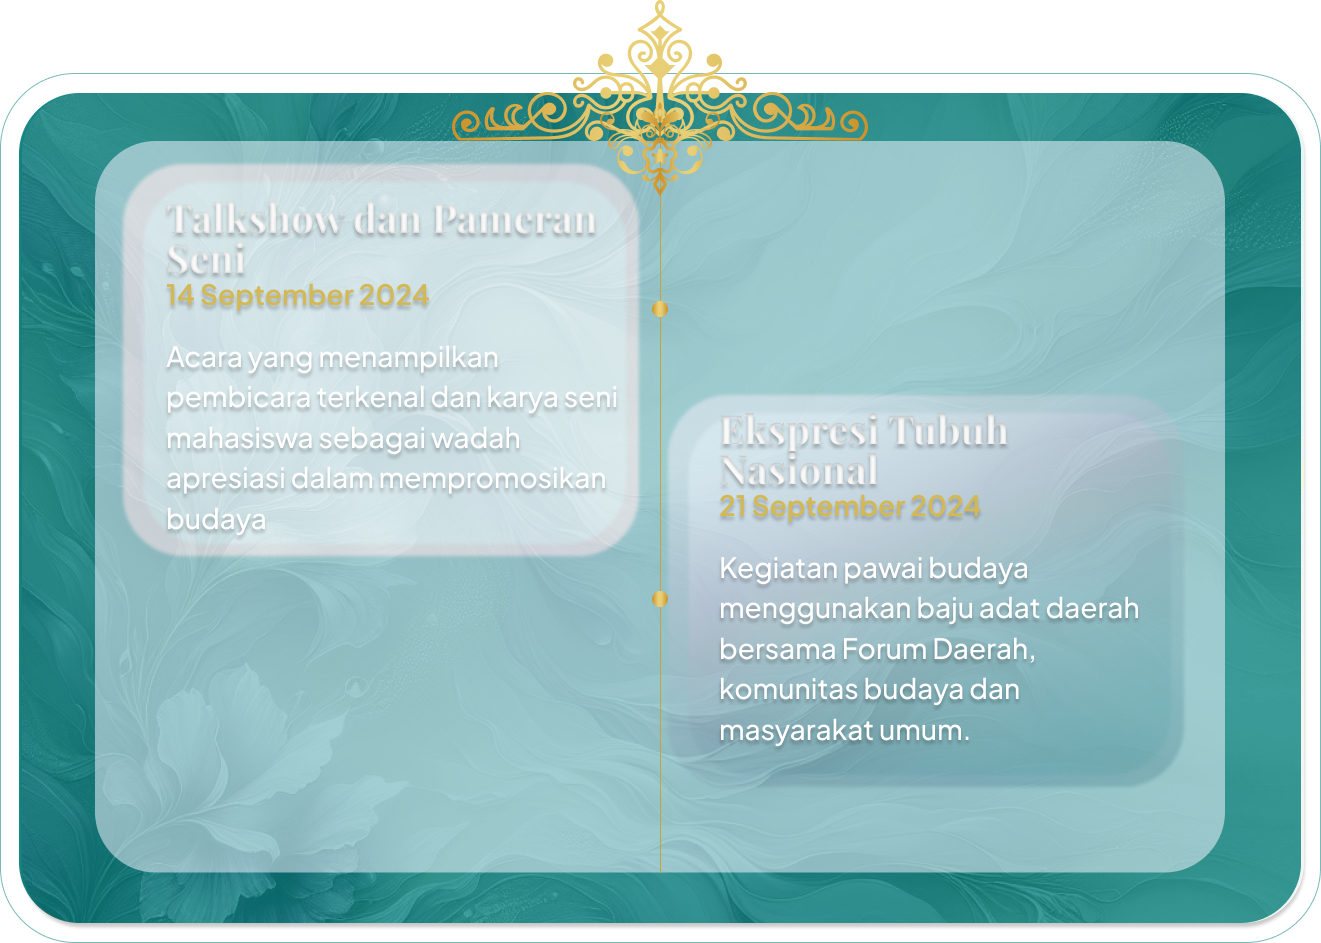 Talkshow dan Pameran
Seni
14 September 2024
Acara yang menampilkan
pembicara terkenal dan karya seni
mahasiswa sebagai wadah
apresiasi dalam mempromosikan
budaya
Ekspresi Tubuh
Nasional
21 September 2024
Kegiatan pawai budaya
menggunakan baju adat daerah
bersama Forum Daerah,
komunitas budaya dan
masyarakat umum.